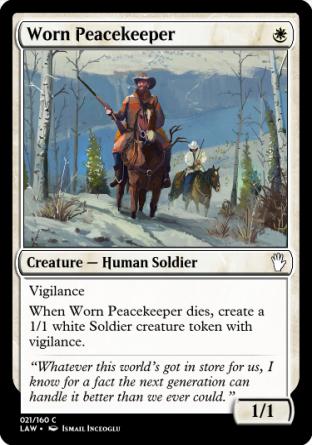 Worn Peacekeeper
Creature — Human Soldier
Vigilance
When Worn Peacekeeper dies, create a
1/1 white Soldier creature token with
vigilance.
“Whatever this world’s got in store for us, I
know for a fact the next generation can
handle it better than we ever could.”
1/1
021/160 C
LAW • Ismail Inceoglu